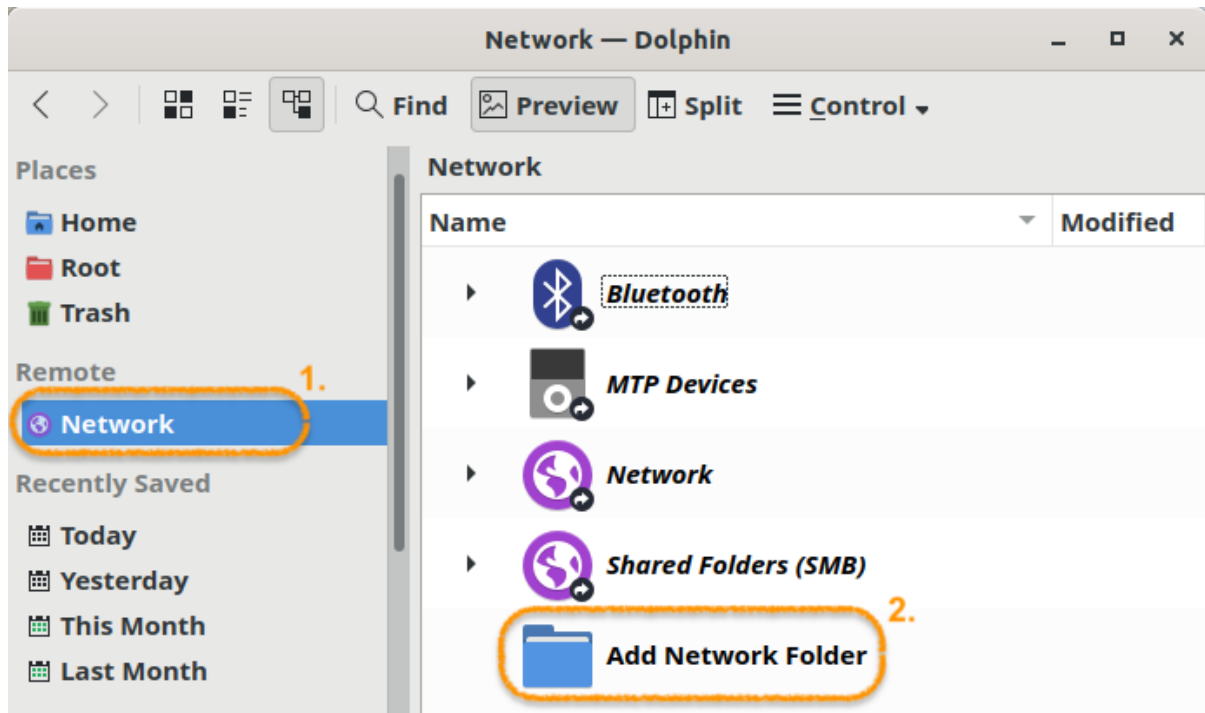 Network — Dolphin
Find Preview Split Control
Places
Home
Root
Trash
Remote
1.
Network
Recently Saved
Today
Yesterday
This Month
Last Month
Network
Name Modified
Bluetooth
MTP Devices
Network
Shared Folders (SMB)
2.
Add Network Folder